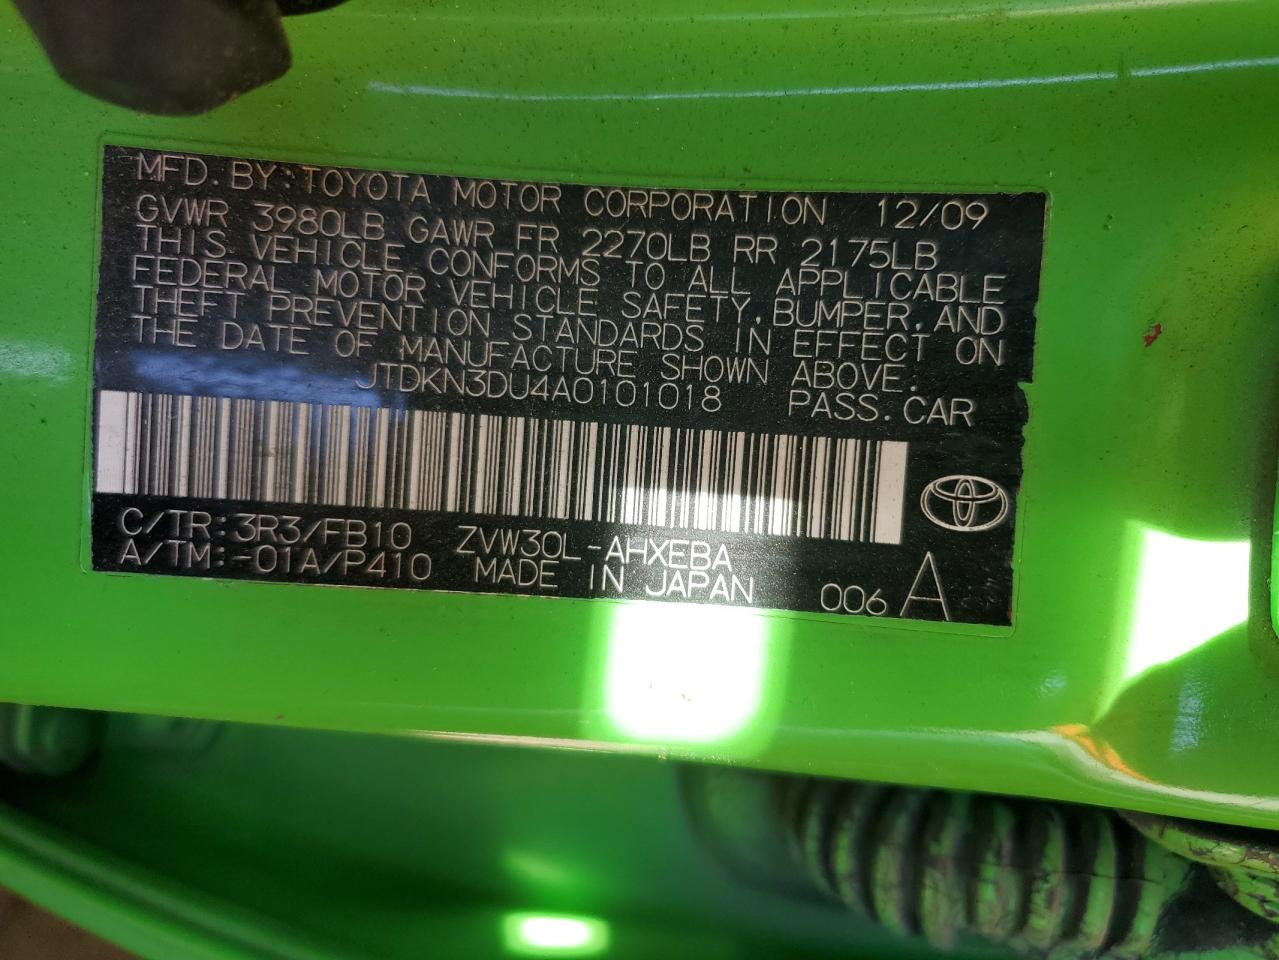 MFD. BY: TOYOTA MOTOR CORPORATION 12/09
GVWR 3980LB GAWR FR 2270LB RR 2175LB
THIS VEHICLE CONFORMS TO ALL APPLICABLE
FEDERAL MOTOR VEHICLE SAFETY, BUMPER, AND
THEFT PREVENTION STANDARDS IN EFFECT ON
THE DATE OF MANUFACTURE SHOWN ABOVE.
JTDKN3DU4A0101018 PASS. CAR
C/TR: 3R3/FB10 ZVW30L-AHXEBA
A/TM: -01A/P410 MADE IN JAPAN 006 A